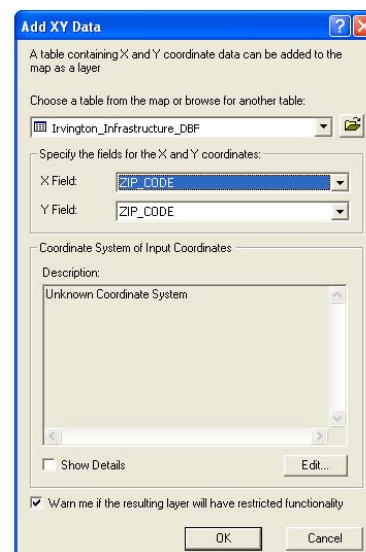 Add XY Data
A table containing X and Y coordinate data can be added to the
map as a layer
Choose a table from the map or browse for another table:
Irvington_Infrastructure_DBF
Specify the fields for the X and Y coordinates:
X Field: ZIP_CODE
Y Field: ZIP_CODE
Coordinate System of Input Coordinates
Description:
Unknown Coordinate System
Show Details Edit...
Warn me if the resulting layer will have restricted functionality
OK Cancel